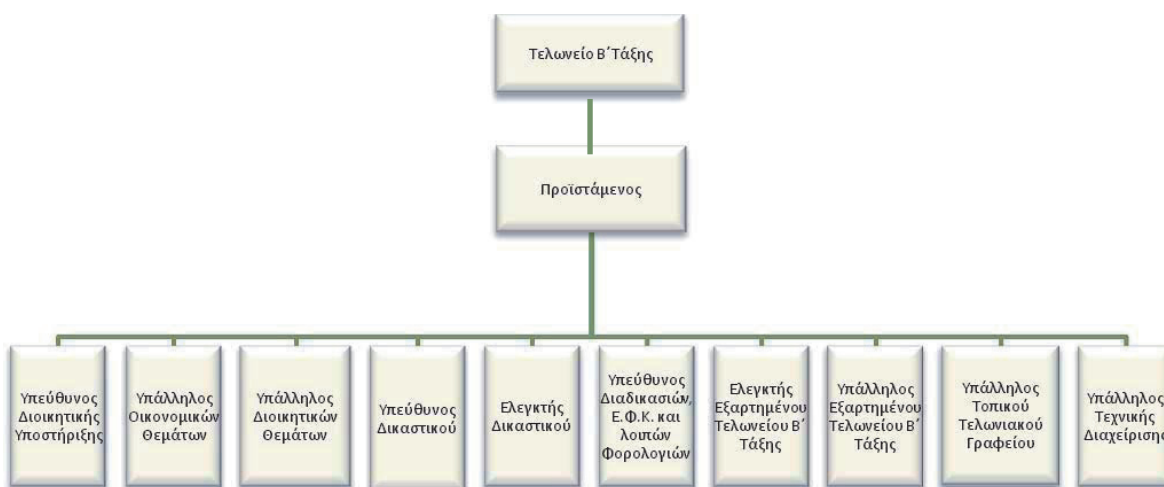 Τελωνείο Β΄Τάξης
Προϊστάμενος
Υπεύθυνος
Διοικητικής
Υποστήριξης
Υπάλληλος
Οικονομικών
Θεμάτων
Υπάλληλος
Διοικητικών
Θεμάτων
Υπεύθυνος
Δικαστικού
Ελεγκτής
Δικαστικού
Υπεύθυνος
Διαδικασιών,
Ε.Φ.Κ. και
λοιπών
Φορολογιών
Ελεγκτής
Εξαρτημένου
Τελωνείου Β΄
Τάξης
Υπάλληλος
Εξαρτημένου
Τελωνείου Β΄
Τάξης
Υπάλληλος
Τοπικού
Τελωνιακού
Γραφείου
Υπάλληλος
Τεχνικής
Διαχείρισης